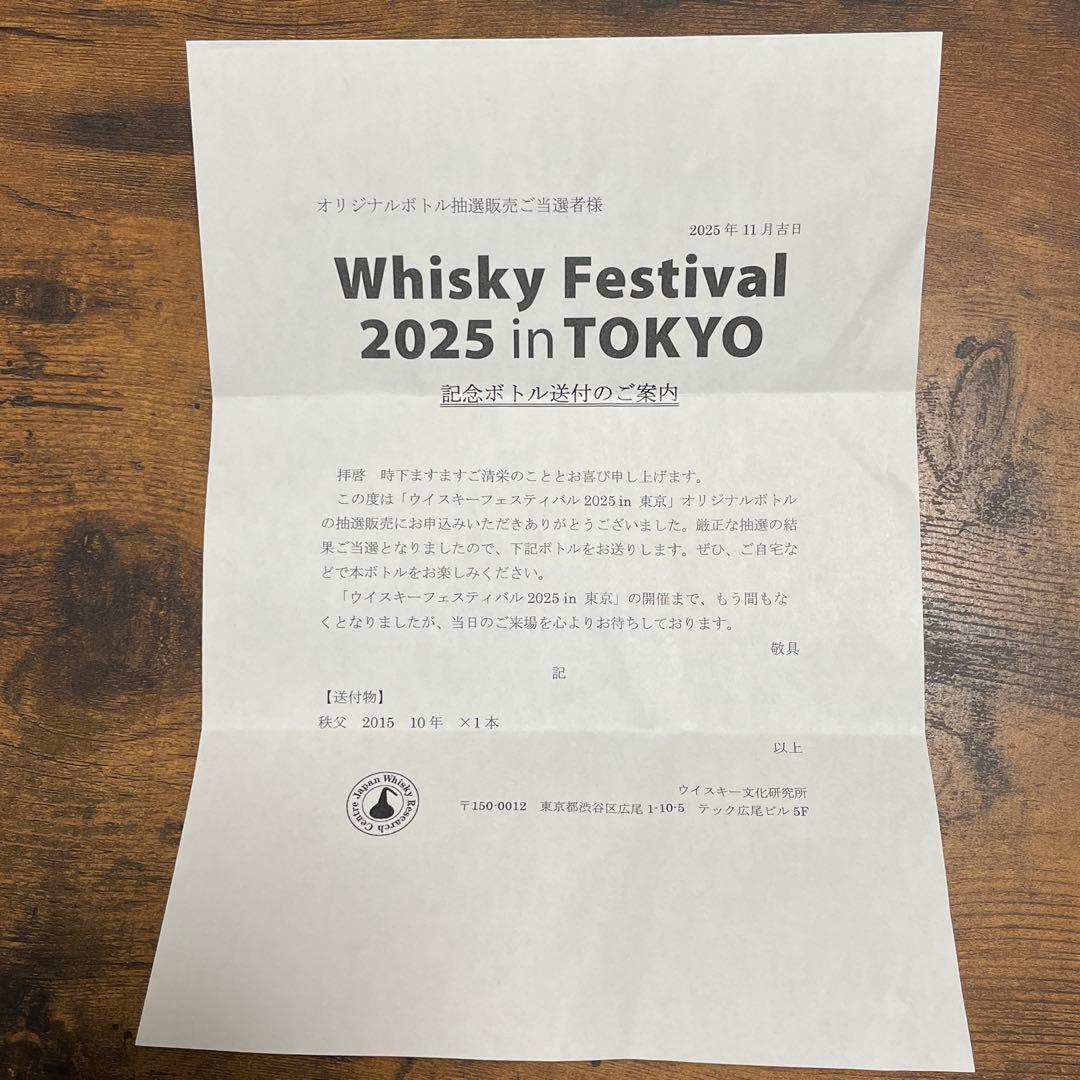 オリジナルボトル抽選販売ご当選者様
2025年11月吉日
Whisky Festival
2025 in TOKYO
記念ボトル送付のご案内
拝啓　時下ますますご清栄のこととお喜び申し上げます。
この度は「ウイスキーフェスティバル2025 in 東京」オリジナルボトル
の抽選販売にお申込みいただきありがとうございました。厳正な抽選の結
果ご当選となりましたので、下記ボトルをお送りします。ぜひ、ご自宅な
どで本ボトルをお楽しみください。
「ウイスキーフェスティバル2025 in 東京」の開催まで、もう間もな
くとなりましたが、当日のご来場を心よりお待ちしております。
敬具
記
【送付物】
秩父　2015　10年　×1本
以上
Japan Whisky Research Centre
ウイスキー文化研究所
〒150-0012　東京都渋谷区広尾1-10-5　テック広尾ビル5F